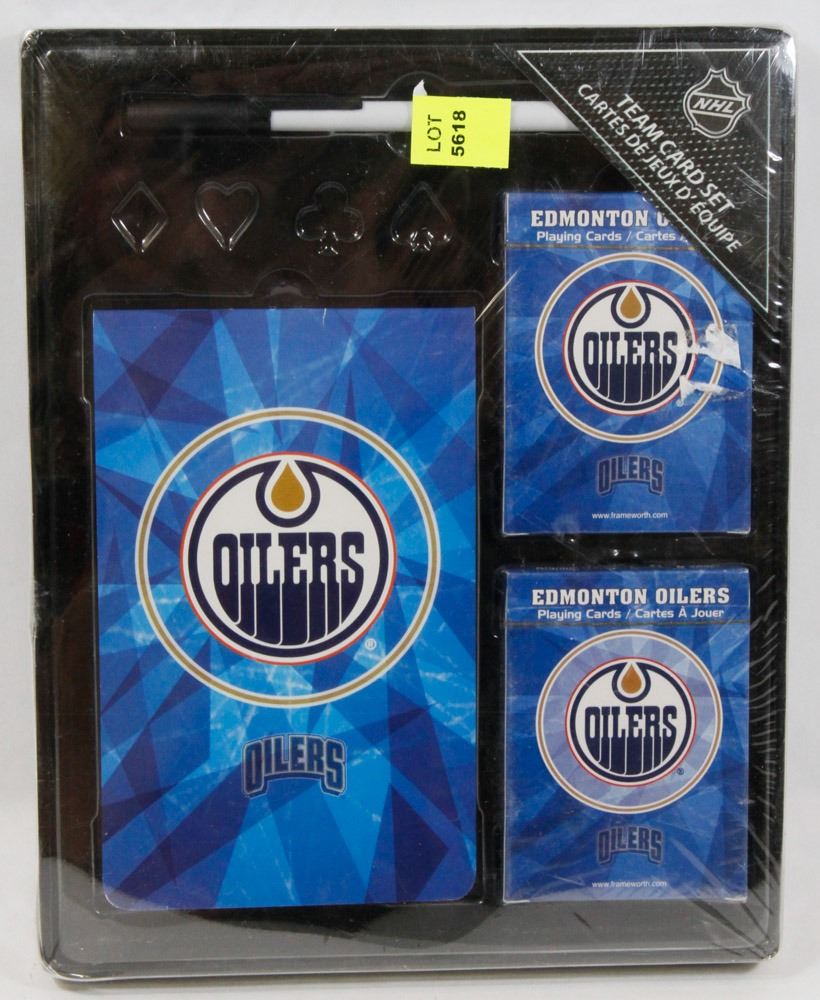 NHL
TEAM CARD SET
CARTES DE JEUX D'ÉQUIPE
LOT
5618
EDMONTON O
Playing Cards / Cartes
OILERS
OILERS
www.frameworth.com
OILERS
®
OILERS
EDMONTON OILERS
Playing Cards / Cartes À Jouer
OILERS
®
OILERS
www.frameworth.com